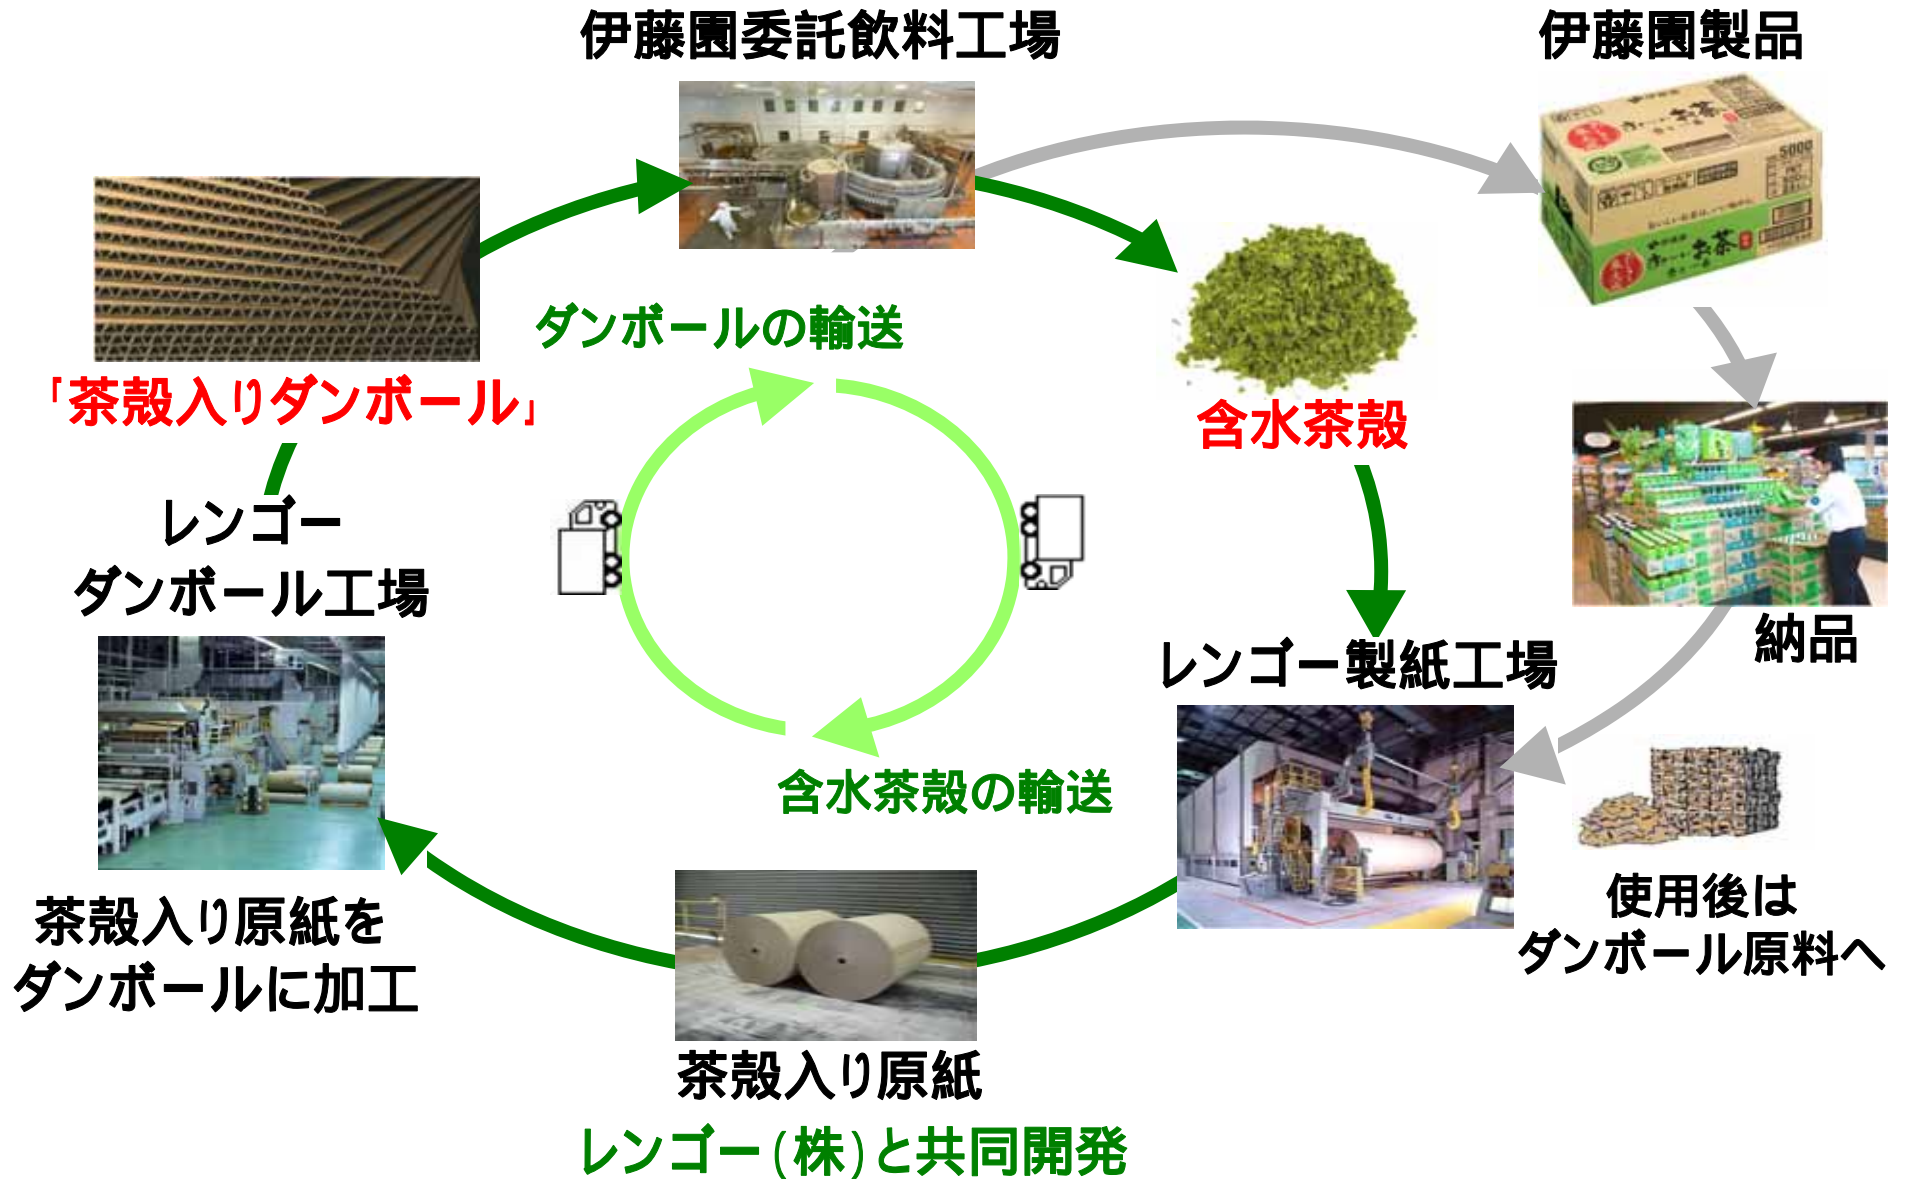 伊藤園委託飲料工場
伊藤園製品
5000
お茶
お茶
ダンボールの輸送
「茶殻入りダンボール」
含水茶殻
レンゴー
ダンボール工場
納品
レンゴー製紙工場
含水茶殻の輸送
使用後は
ダンボール原料へ
茶殻入り原紙を
ダンボールに加工
茶殻入り原紙
レンゴー(株)と共同開発